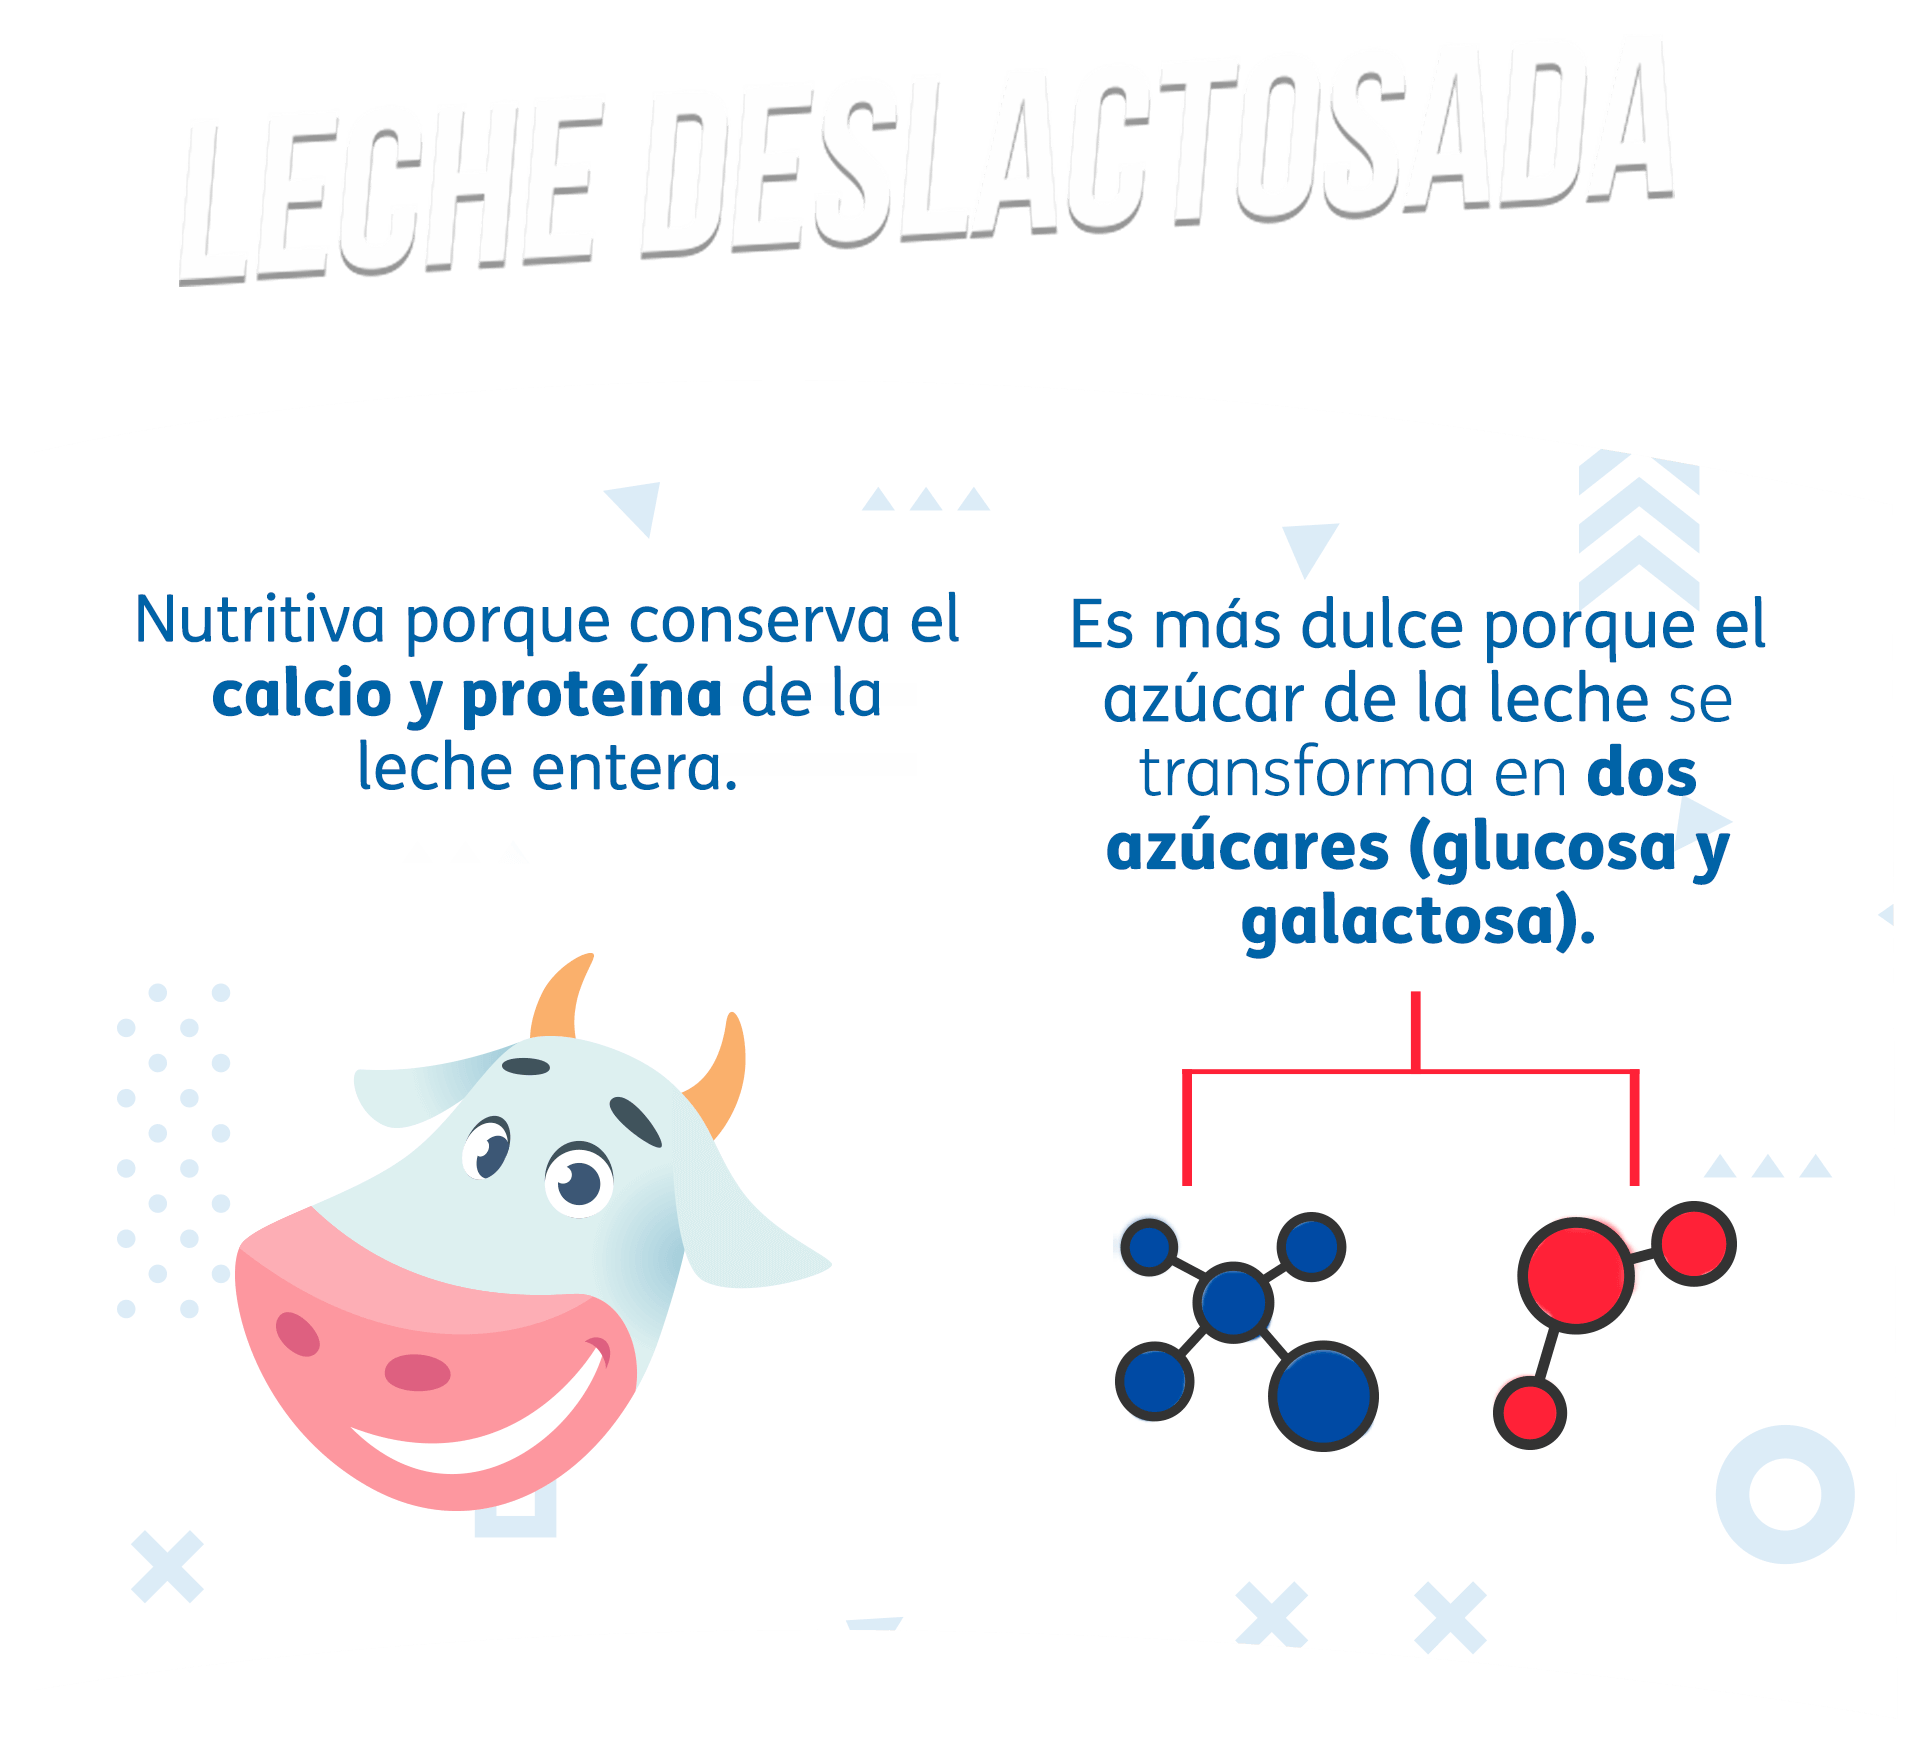 LECHE DESLACTOSADA
Nutritiva porque conserva el
calcio y proteína de la
leche entera.
Es más dulce porque el
azúcar de la leche se
transforma en dos
azúcares (glucosa y
galactosa).